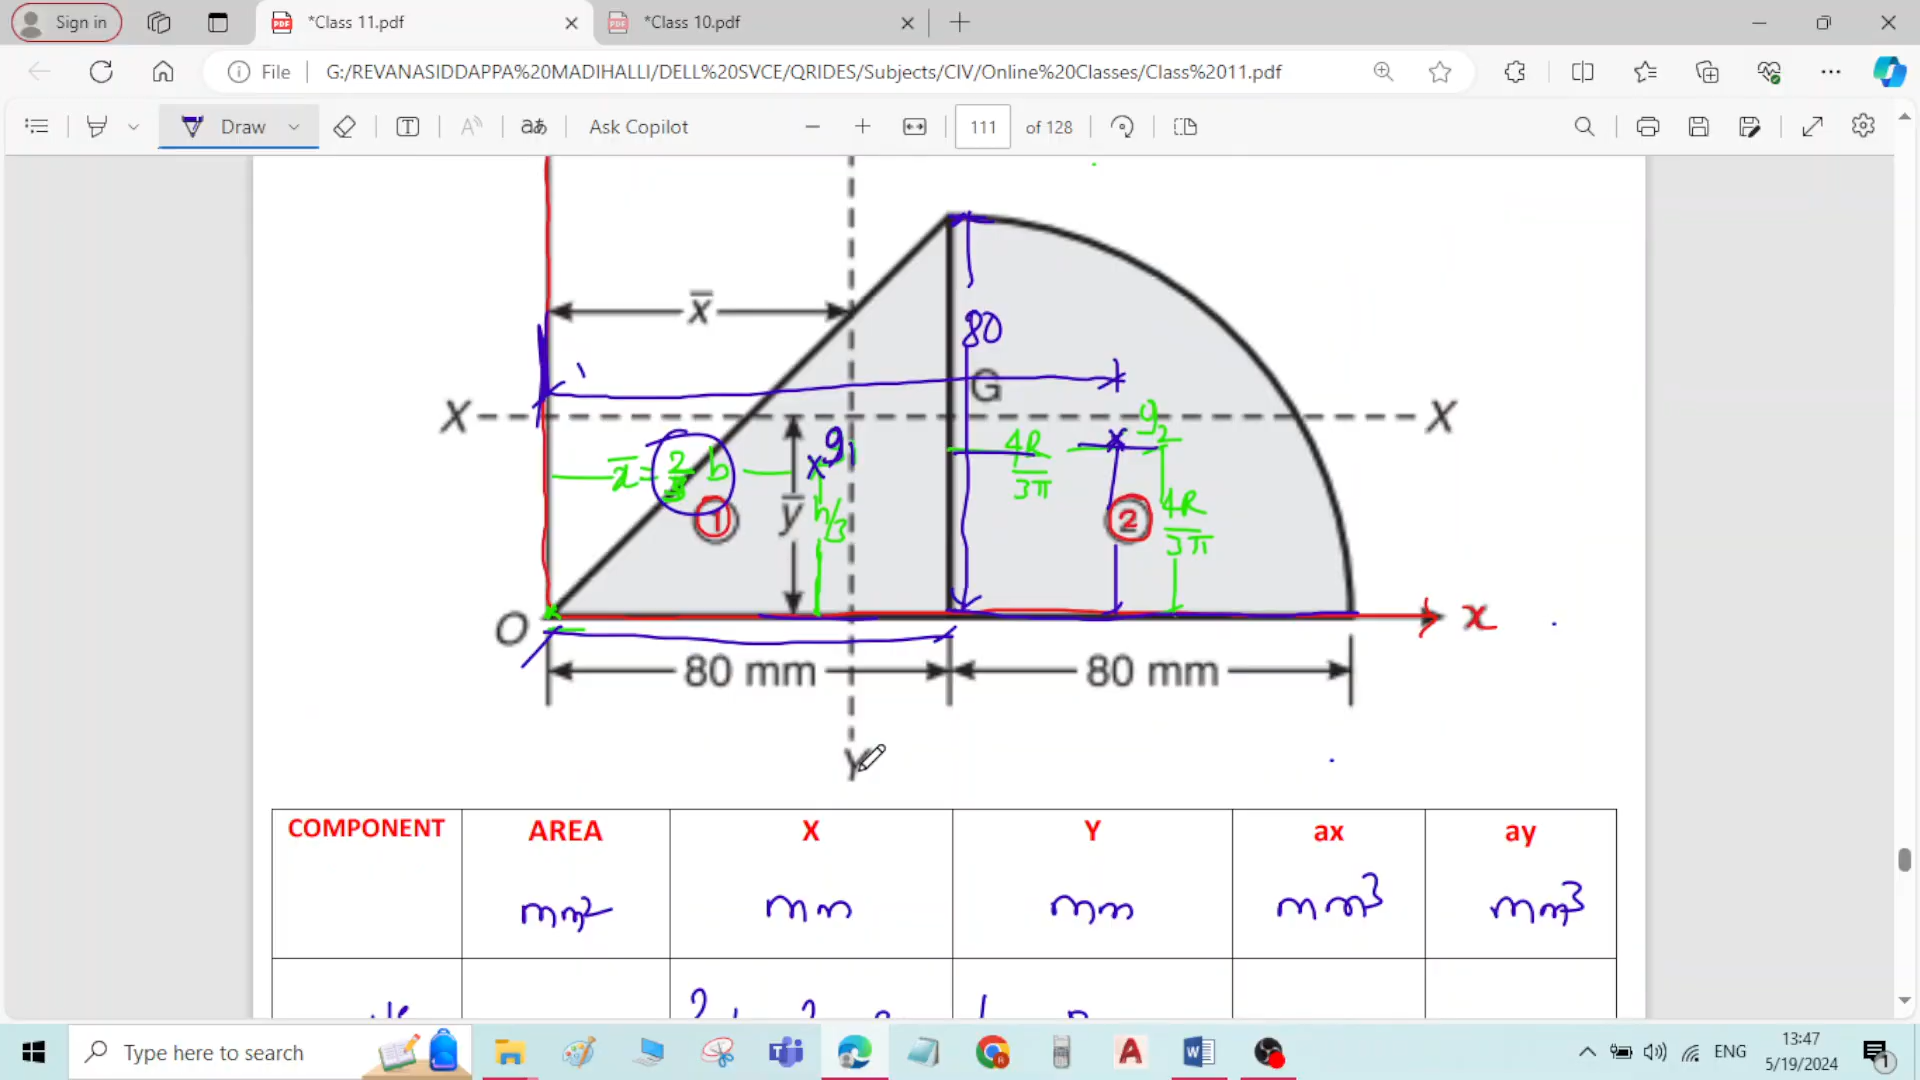 Sign in
*Class 11.pdf
*Class 10.pdf
File
G:/REVANASIDDAPPA%20MADIHALLI/DELL%20SVCE/QRIDES/Subjects/CIV/Online%20Classes/Class%2011.pdf
Draw
Ask Copilot
111 of 128
80
x̄
G
X
X
g1
g2
x̄ = 2/3 b
4R/3π
1
ȳ
h/3
2
4R/3π
O
x
80 mm
80 mm
Y
COMPONENT AREA X Y ax ay
mm² mm mm mm³ mm³
Type here to search
ENG
13:47
5/19/2024
1